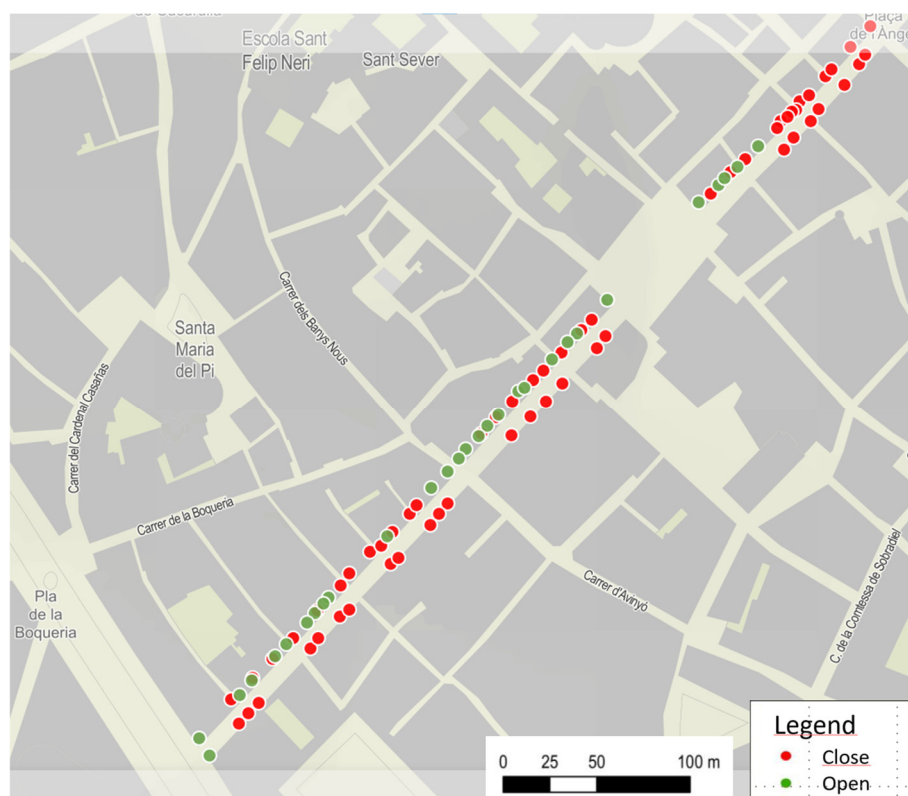 Plaça
de l'Àngel
Escola Sant
Felip Neri
Sant Sever
Carrer dels Banys Nous
Santa
Maria
del Pi
Carrer del Cardenal Casañas
Carrer de la Boqueria
Pla
de la
Boqueria
Carrer d'Avinyó
C. de la Comtessa de Sobradiel
0 25 50 100 m
Legend
Close
Open